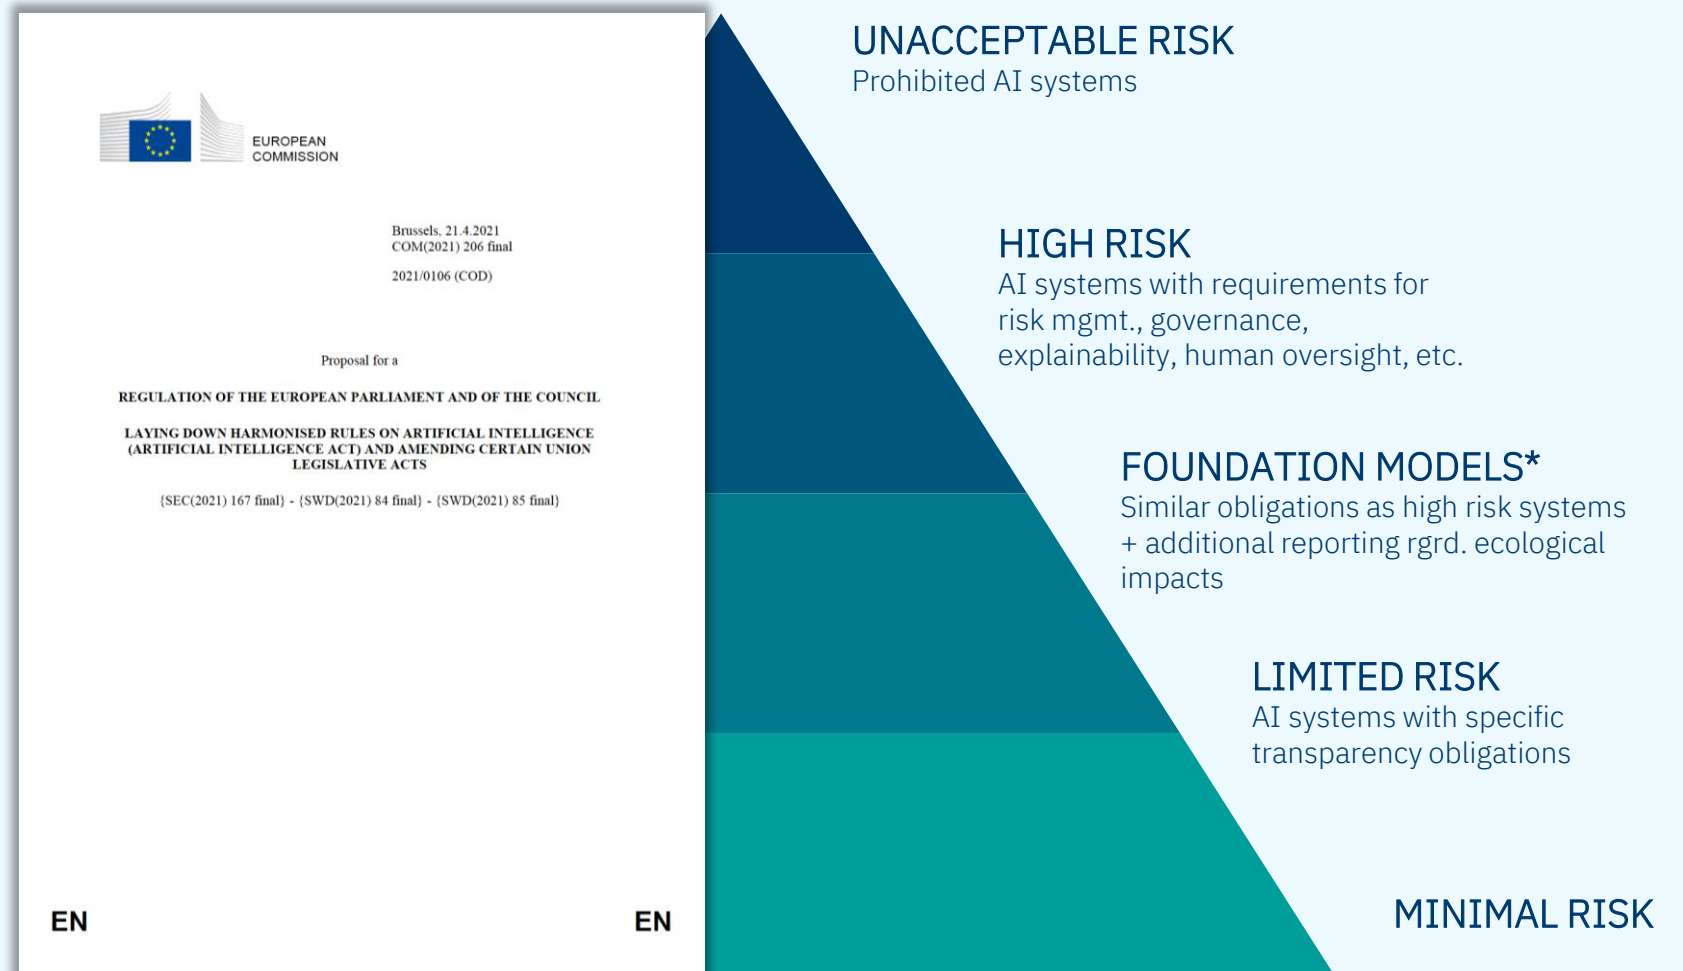 EUROPEAN
COMMISSION
Brussels, 21.4.2021
COM(2021) 206 final
2021/0106 (COD)
Proposal for a
REGULATION OF THE EUROPEAN PARLIAMENT AND OF THE COUNCIL
LAYING DOWN HARMONISED RULES ON ARTIFICIAL INTELLIGENCE
(ARTIFICIAL INTELLIGENCE ACT) AND AMENDING CERTAIN UNION
LEGISLATIVE ACTS
{SEC(2021) 167 final} - {SWD(2021) 84 final} - {SWD(2021) 85 final}
EN
EN
UNACCEPTABLE RISK
Prohibited AI systems
HIGH RISK
AI systems with requirements for
risk mgmt., governance,
explainability, human oversight, etc.
FOUNDATION MODELS*
Similar obligations as high risk systems
+ additional reporting rgrd. ecological
impacts
LIMITED RISK
AI systems with specific
transparency obligations
MINIMAL RISK